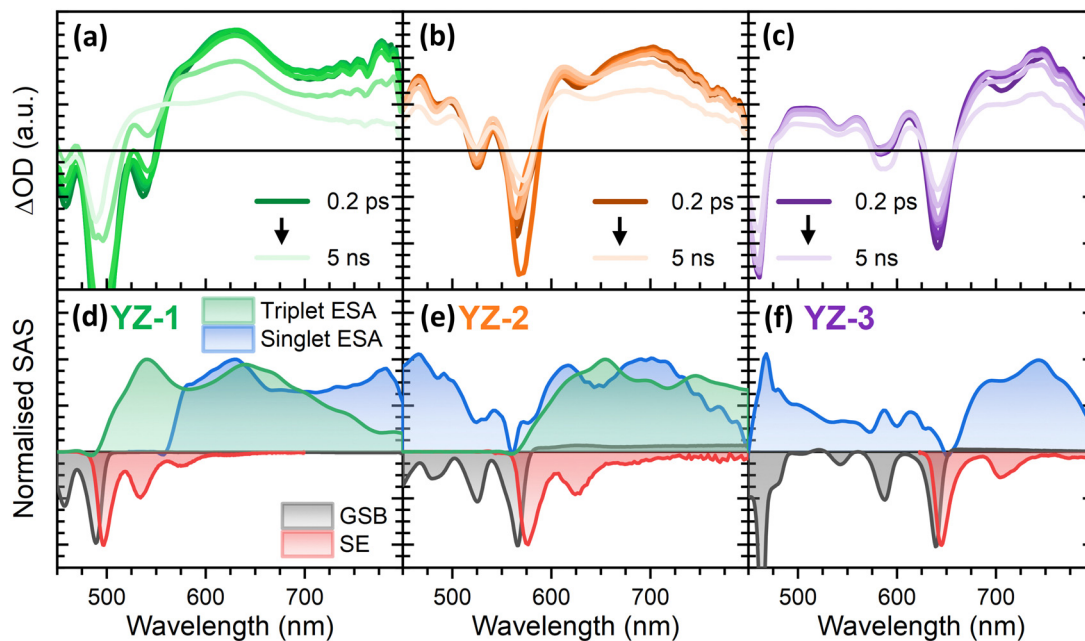 (a)
(b)
(c)
ΔOD (a.u.)
0.2 ps
5 ns
0.2 ps
5 ns
0.2 ps
5 ns
(d) YZ-1
Triplet ESA
Singlet ESA
(e) YZ-2
(f) YZ-3
Normalised SAS
GSB
SE
500 600 700
500 600 700
500 600 700
Wavelength (nm) Wavelength (nm) Wavelength (nm)